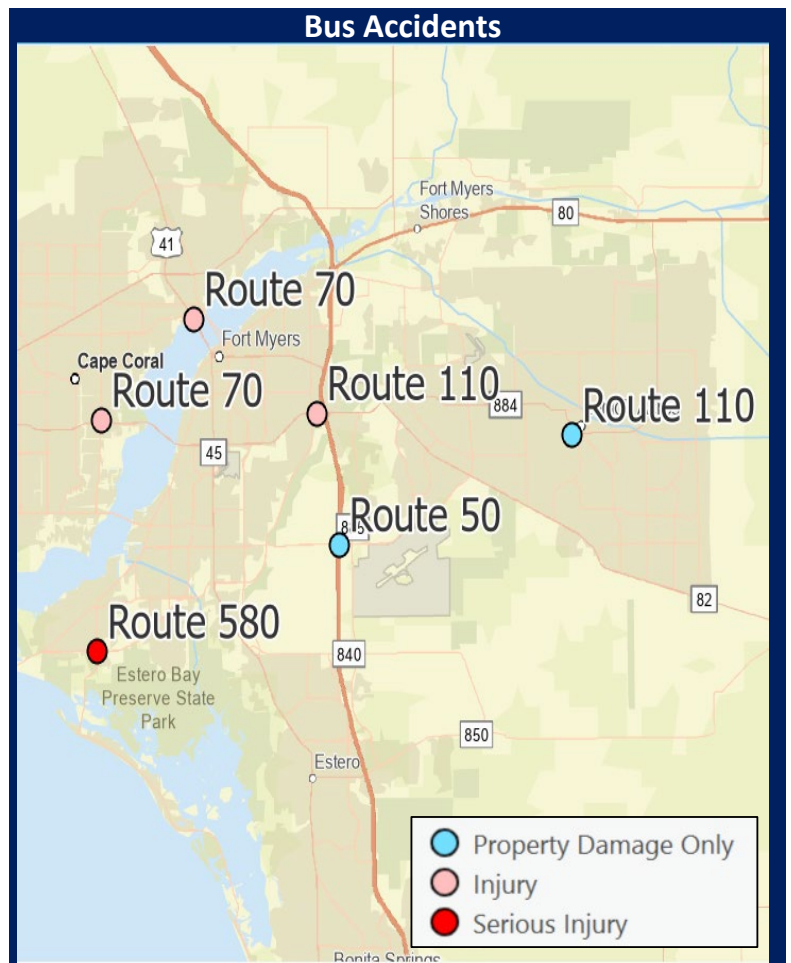 Bus Accidents
Fort Myers
Shores
80
41
Route 70
Fort Myers
Cape Coral
Route 70
Route 110
884
Route 110
45
Route 50
82
Route 580
840
Estero Bay
Preserve State
Park
850
Estero
Property Damage Only
Injury
Serious Injury
Bonita Springs